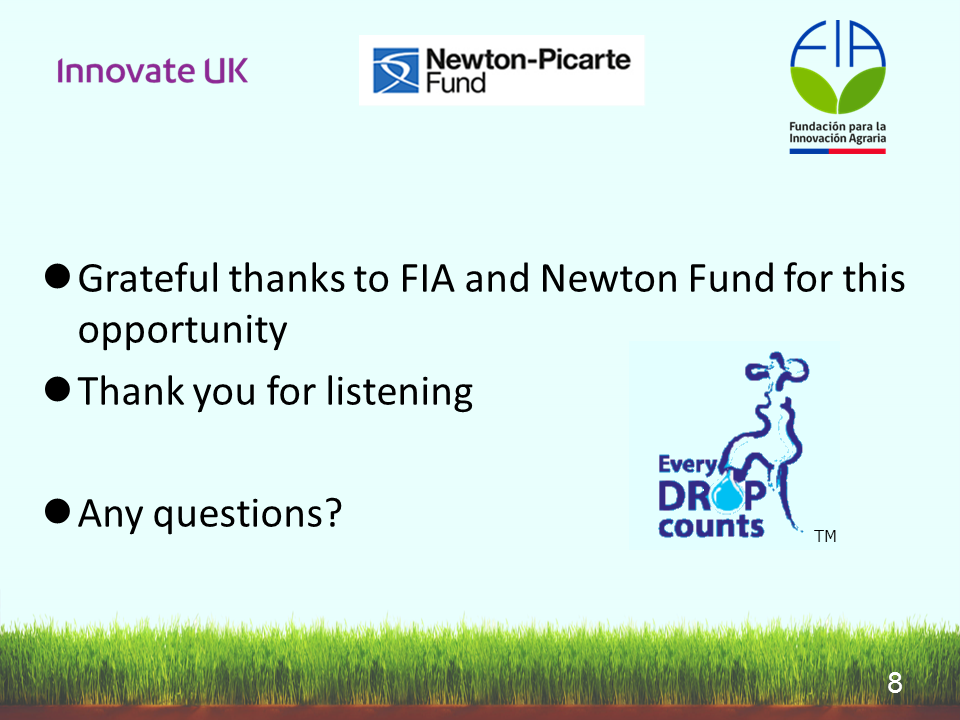 Innovate UK
Newton-Picarte
Fund
FIA
Fundación para la
Innovación Agraria
● Grateful thanks to FIA and Newton Fund for this
opportunity
● Thank you for listening
● Any questions?
Every
DROP
counts
TM
8